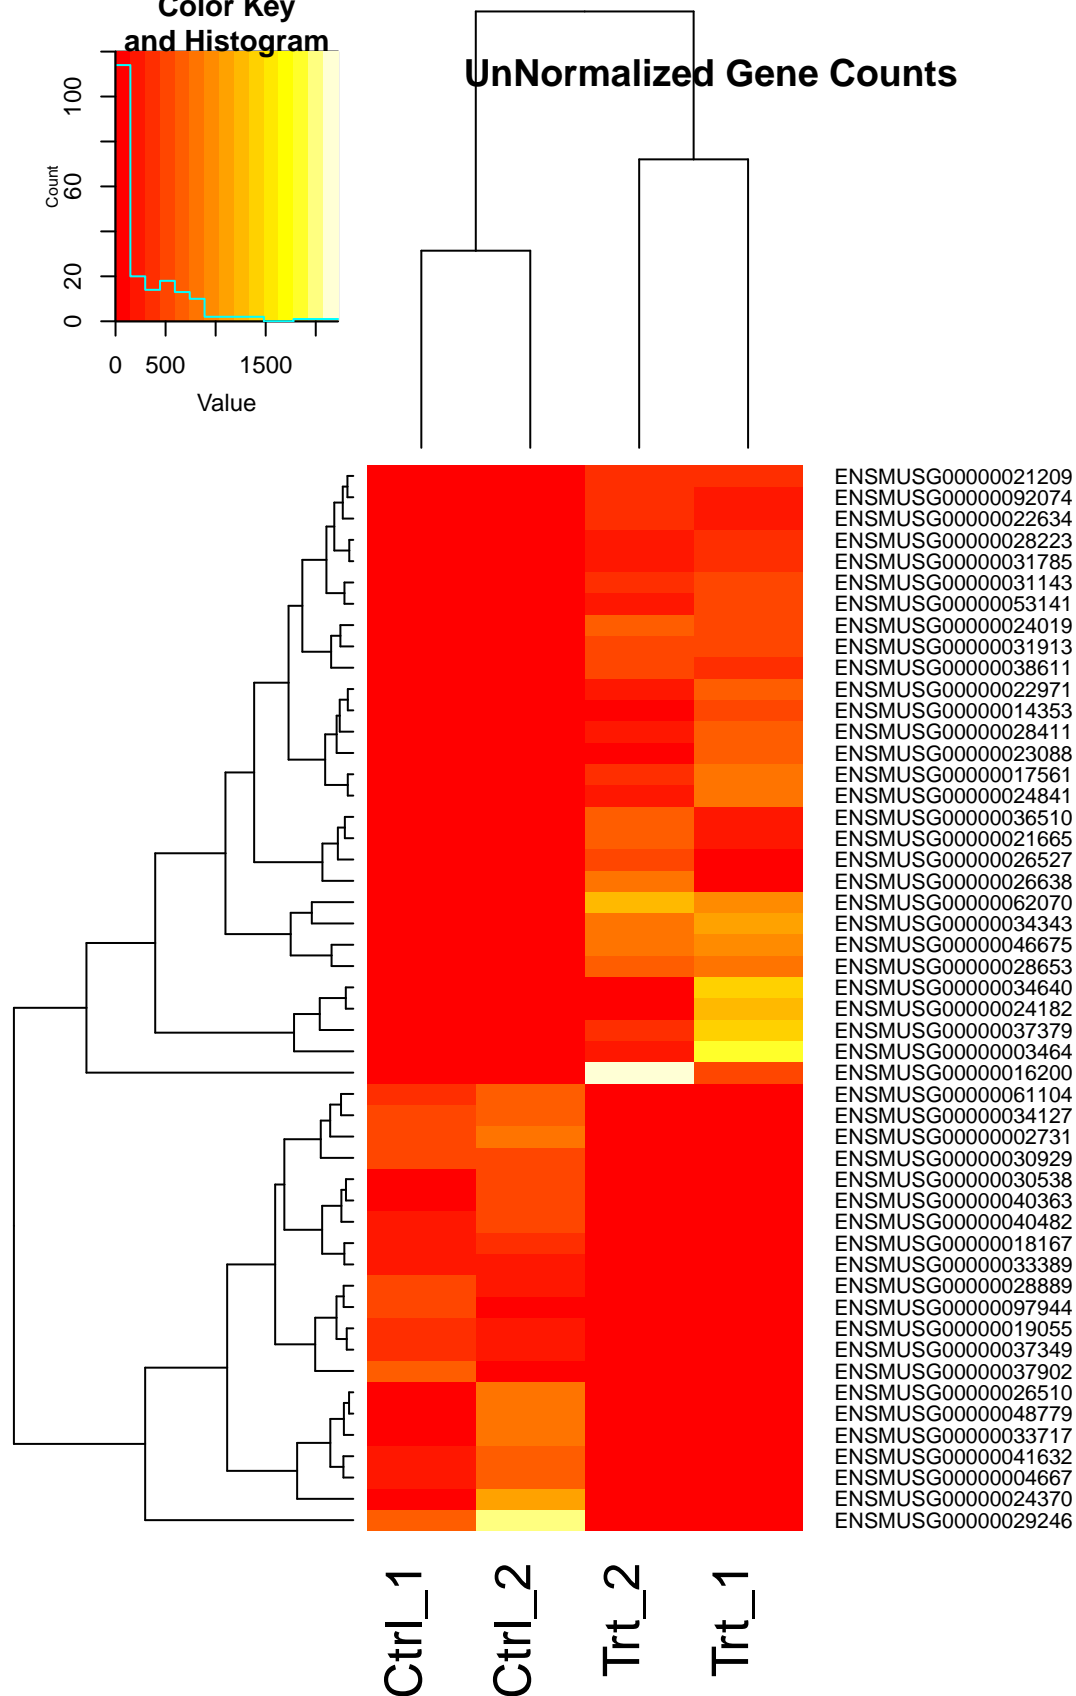 Color Key
and Histogram
UnNormalized Gene Counts
Count
0 20 60 100
0 500 1500
Value
ENSMUSG00000021209
ENSMUSG00000092074
ENSMUSG00000022634
ENSMUSG00000028223
ENSMUSG00000031785
ENSMUSG00000031143
ENSMUSG00000053141
ENSMUSG00000024019
ENSMUSG00000031913
ENSMUSG00000038611
ENSMUSG00000022971
ENSMUSG00000014353
ENSMUSG00000028411
ENSMUSG00000023088
ENSMUSG00000017561
ENSMUSG00000024841
ENSMUSG00000036510
ENSMUSG00000021665
ENSMUSG00000026527
ENSMUSG00000026638
ENSMUSG00000062070
ENSMUSG00000034343
ENSMUSG00000046675
ENSMUSG00000028653
ENSMUSG00000034640
ENSMUSG00000024182
ENSMUSG00000037379
ENSMUSG00000003464
ENSMUSG00000016200
ENSMUSG00000061104
ENSMUSG00000034127
ENSMUSG00000002731
ENSMUSG00000030929
ENSMUSG00000030538
ENSMUSG00000040363
ENSMUSG00000040482
ENSMUSG00000018167
ENSMUSG00000033389
ENSMUSG00000028889
ENSMUSG00000097944
ENSMUSG00000019055
ENSMUSG00000037349
ENSMUSG00000037902
ENSMUSG00000026510
ENSMUSG00000048779
ENSMUSG00000033717
ENSMUSG00000041632
ENSMUSG00000004667
ENSMUSG00000024370
ENSMUSG00000029246
Ctrl_1
Ctrl_2
Trt_2
Trt_1